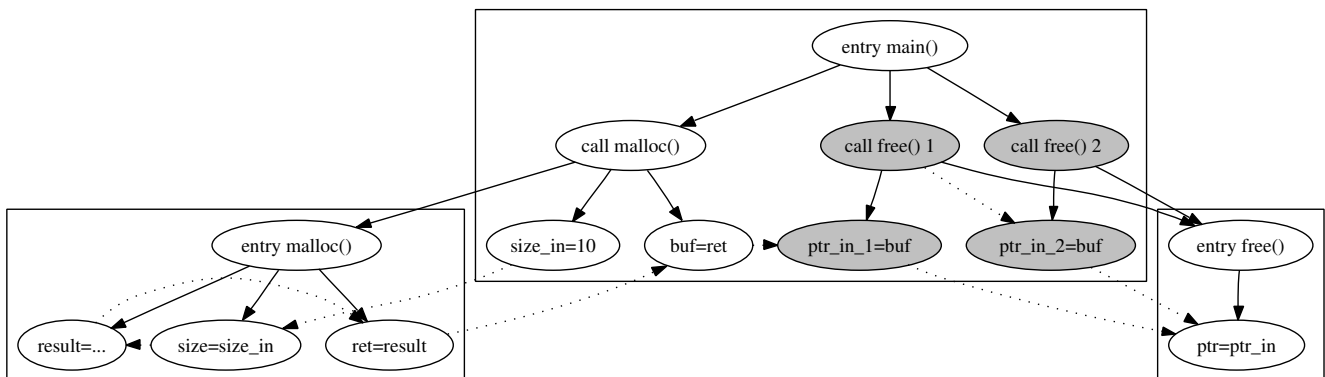 entry main()
call malloc()
call free() 1
call free() 2
entry malloc()
size_in=10
buf=ret
ptr_in_1=buf
ptr_in_2=buf
entry free()
result=...
size=size_in
ret=result
ptr=ptr_in